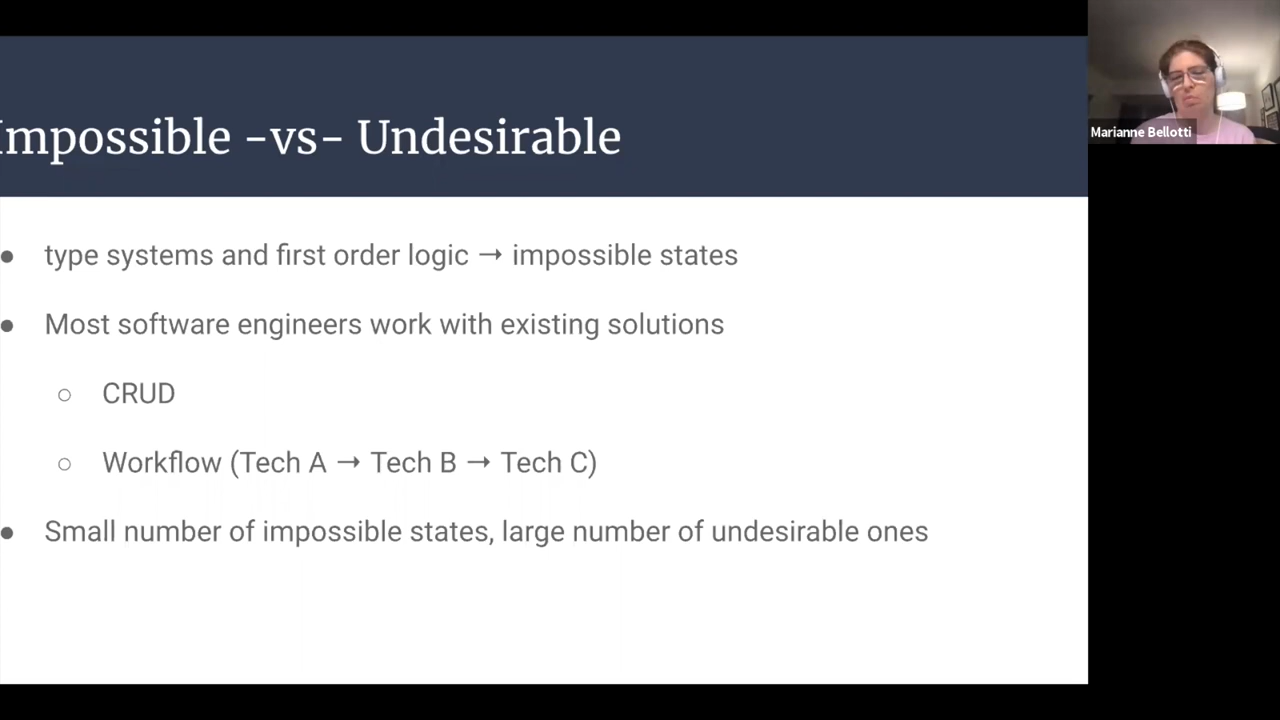 Impossible -vs- Undesirable
Marianne Bellotti
● type systems and first order logic → impossible states
● Most software engineers work with existing solutions
○ CRUD
○ Workflow (Tech A → Tech B → Tech C)
● Small number of impossible states, large number of undesirable ones